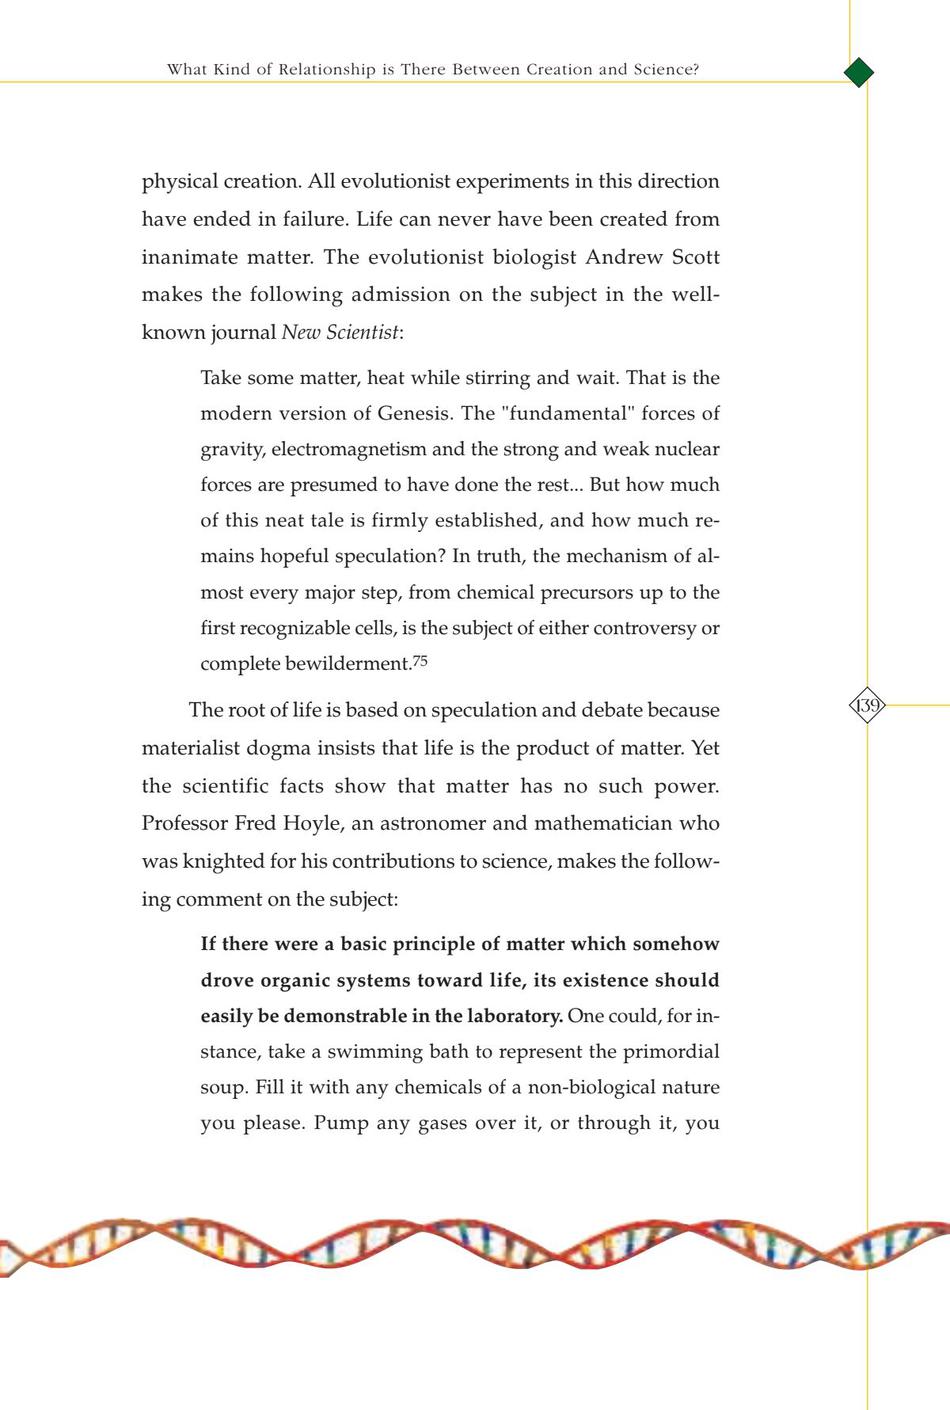 What Kind of Relationship is There Between Creation and Science?
physical creation. All evolutionist experiments in this direction
have ended in failure. Life can never have been created from
inanimate matter. The evolutionist biologist Andrew Scott
makes the following admission on the subject in the well-
known journal New Scientist:
Take some matter, heat while stirring and wait. That is the
modern version of Genesis. The "fundamental" forces of
gravity, electromagnetism and the strong and weak nuclear
forces are presumed to have done the rest... But how much
of this neat tale is firmly established, and how much re-
mains hopeful speculation? In truth, the mechanism of al-
most every major step, from chemical precursors up to the
first recognizable cells, is the subject of either controversy or
complete bewilderment.75
The root of life is based on speculation and debate because
139
materialist dogma insists that life is the product of matter. Yet
the scientific facts show that matter has no such power.
Professor Fred Hoyle, an astronomer and mathematician who
was knighted for his contributions to science, makes the follow-
ing comment on the subject:
If there were a basic principle of matter which somehow
drove organic systems toward life, its existence should
easily be demonstrable in the laboratory. One could, for in-
stance, take a swimming bath to represent the primordial
soup. Fill it with any chemicals of a non-biological nature
you please. Pump any gases over it, or through it, you